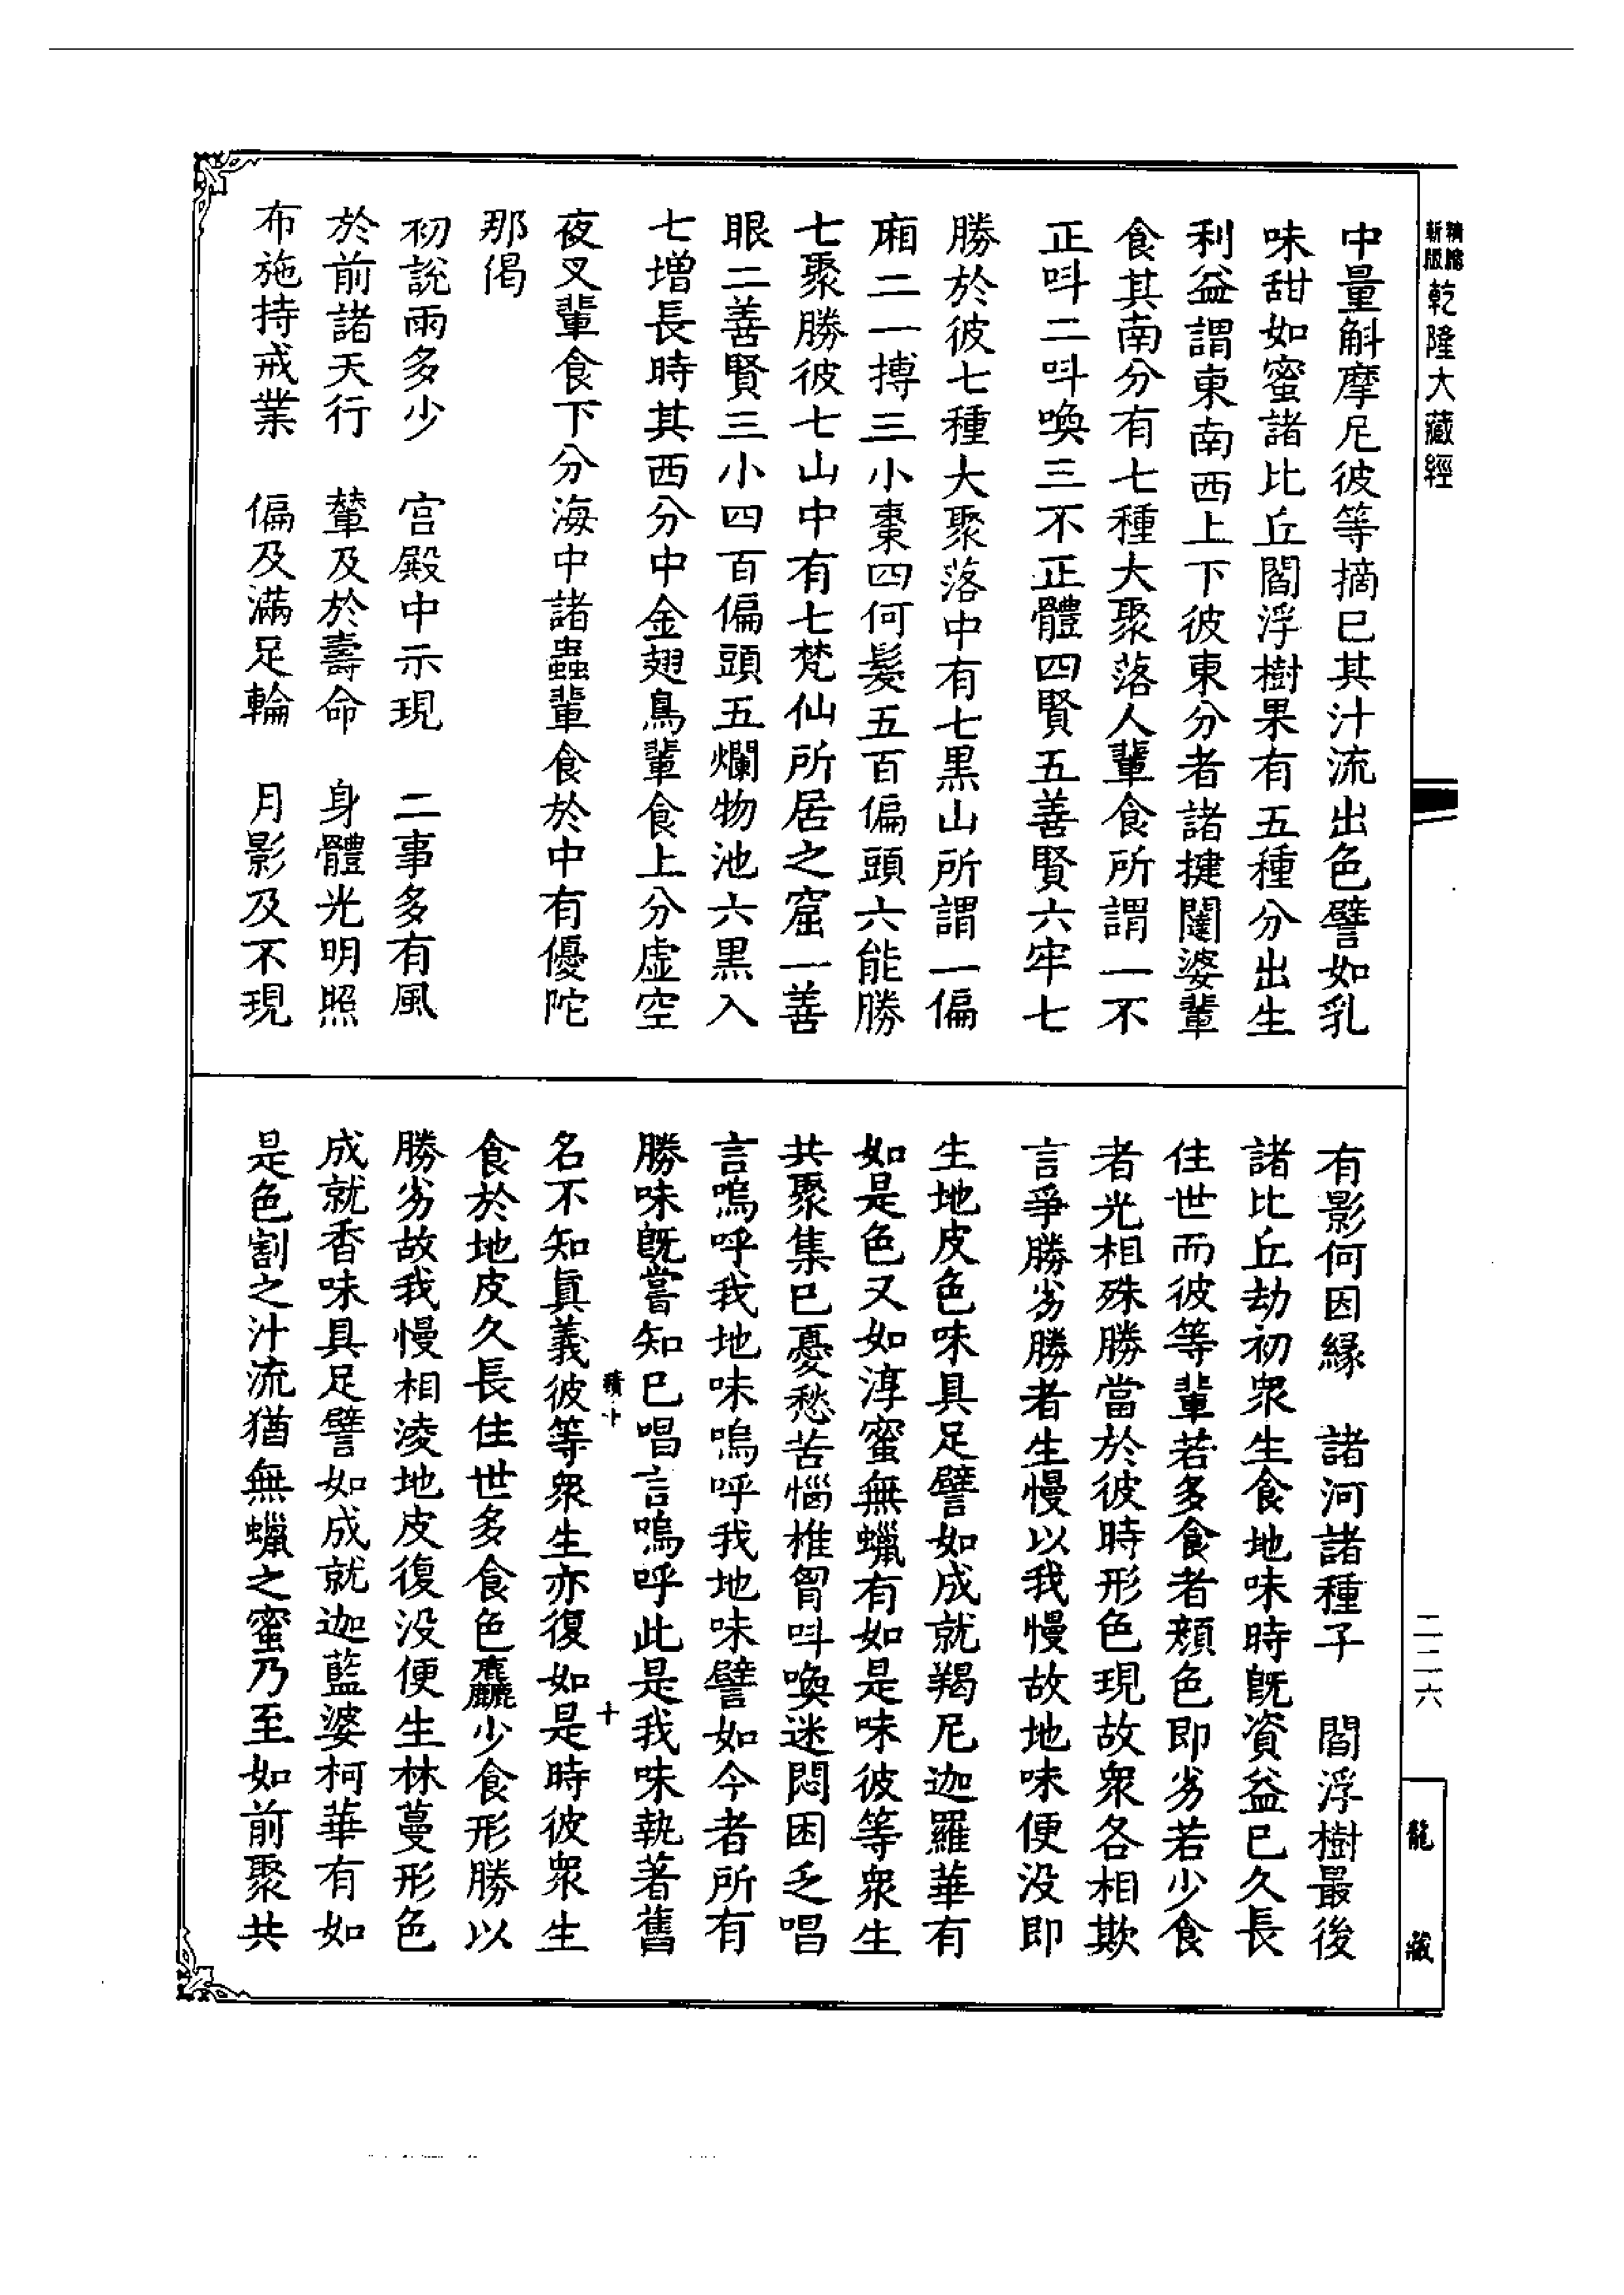 精縮新版乾隆大藏經
中量斛摩尼彼等摘巳其汁流出色譬如乳
味甜如蜜諸比丘閻浮樹果有五種分出生
利益謂東南西上下彼東分者諸揵闥婆輩
食其南分有七種大聚落人輩食所謂一不
正呌二呌喚三不正體四賢五善賢六牢七
勝於彼七種大聚落中有七黑山所謂一偏
廂二一搏三小棗四何髮五百偏頭六能勝
七聚勝彼七山中有七梵仙所居之窟一善
眼二善賢三小四百偏頭五爛物池六黑入
七增長時其西分中金翅鳥輩食上分虛空
夜叉輩食下分海中諸蟲輩食於中有優陀
那偈
初說雨多少　宮殿中示現　二事多有風
於前諸天行　輦及於壽命　身體光明照
布施持戒業　偏及滿足輪　月影及不現
有影何因緣　諸河諸種子　閻浮樹最後
諸比丘劫初衆生食地味時旣資益巳久長
住世而彼等輩若多食者顏色即劣若少食
者光相殊勝當於彼時形色現故衆各相欺
言爭勝劣勝者生慢以我慢故地味便没即
生地皮色味具足譬如成就羯尼迦羅華有
如是色又如淳蜜無蠟有如是味彼等衆生
共聚集巳憂愁苦惱椎胷呌喚迷悶困乏唱
言嗚呼我地味嗚呼我地味譬如今者所有
勝味旣嘗知巳唱言嗚呼此是我味執著舊
積十　十
名不知眞義彼等衆生亦復如是時彼衆生
食於地皮久長住世多食色麤少食形勝以
勝劣故我慢相淩地皮復没便生林蔓形色
成就香味具足譬如成就迦藍婆柯華有如
是色割之汁流猶無蠟之蜜乃至如前聚共
二二六
龍藏